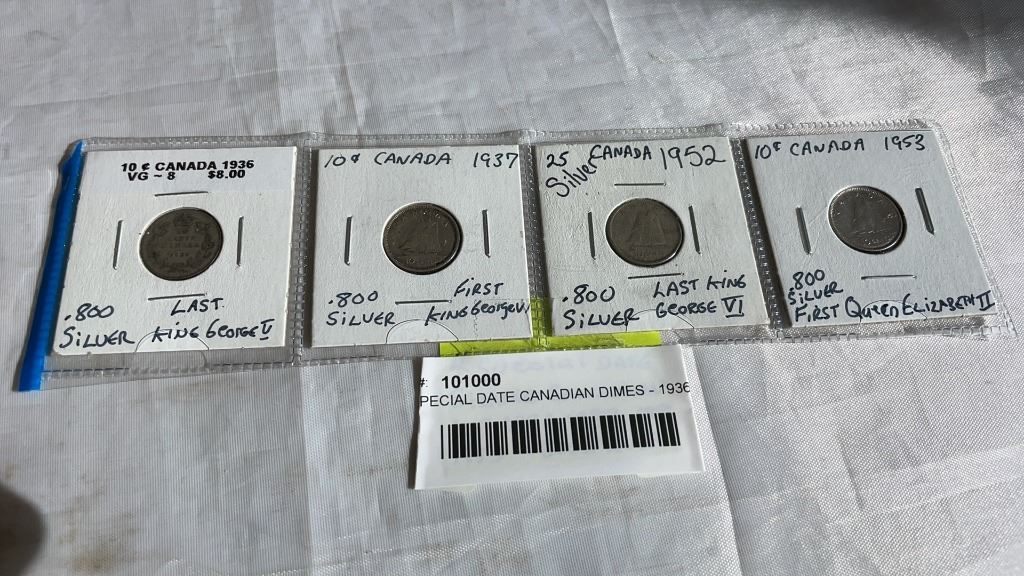 10 ¢ CANADA 1936
VG ~ 8 $8.00
.800
SILVER
LAST
KING GEORGE V
10¢ CANADA 1937
.800
SILVER
FIRST
KING GEORGE VI
25 CANADA 1952
Silver
.800
SILVER
LAST KING
GEORGE VI
10¢ CANADA 1953
.800
SILVER
FIRST QUEEN ELIZABETH II
#: 101000
PECIAL DATE CANADIAN DIMES - 1936